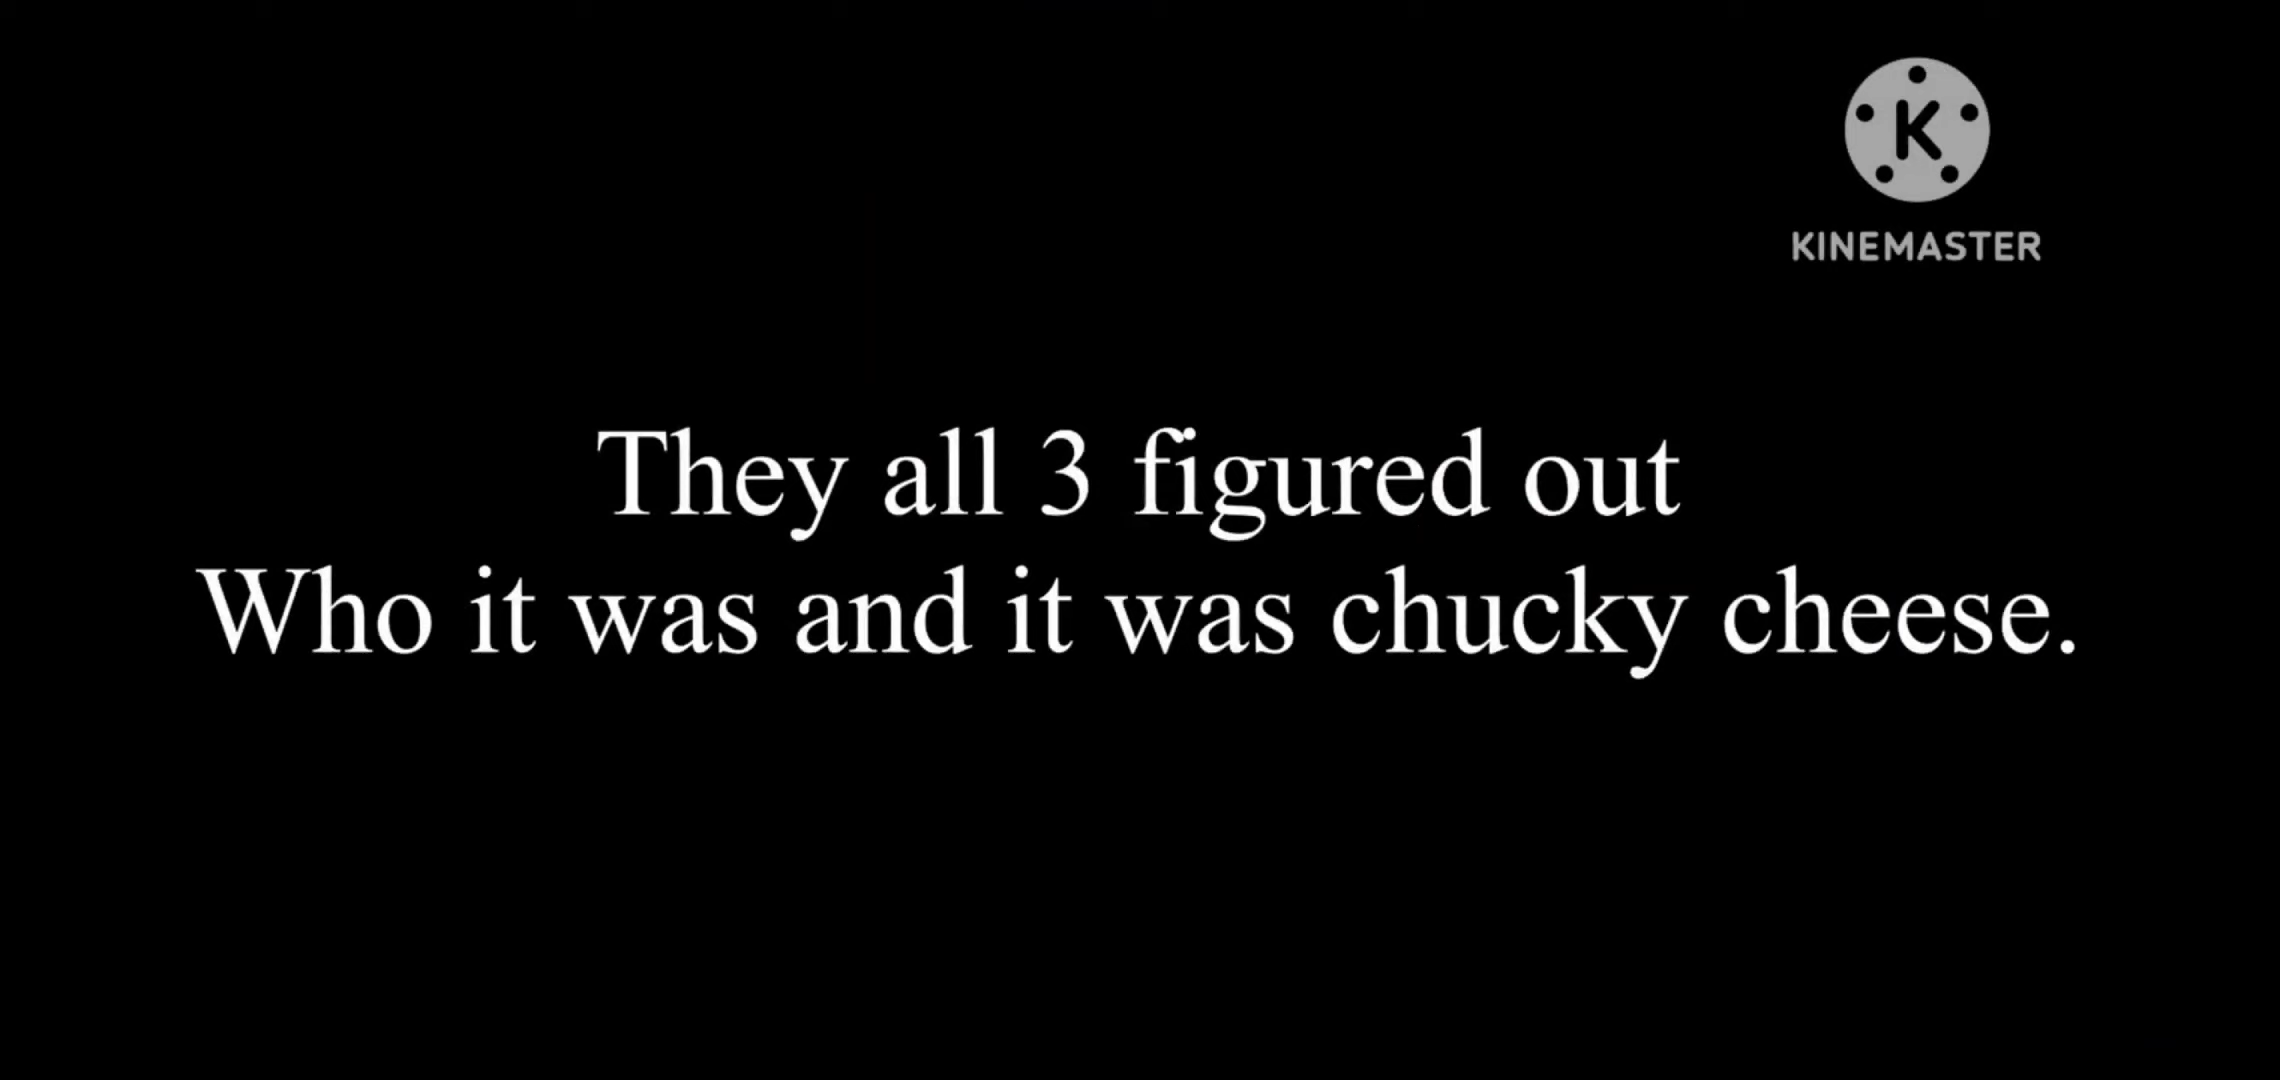 K
KINEMASTER
They all 3 figured out
Who it was and it was chucky cheese.